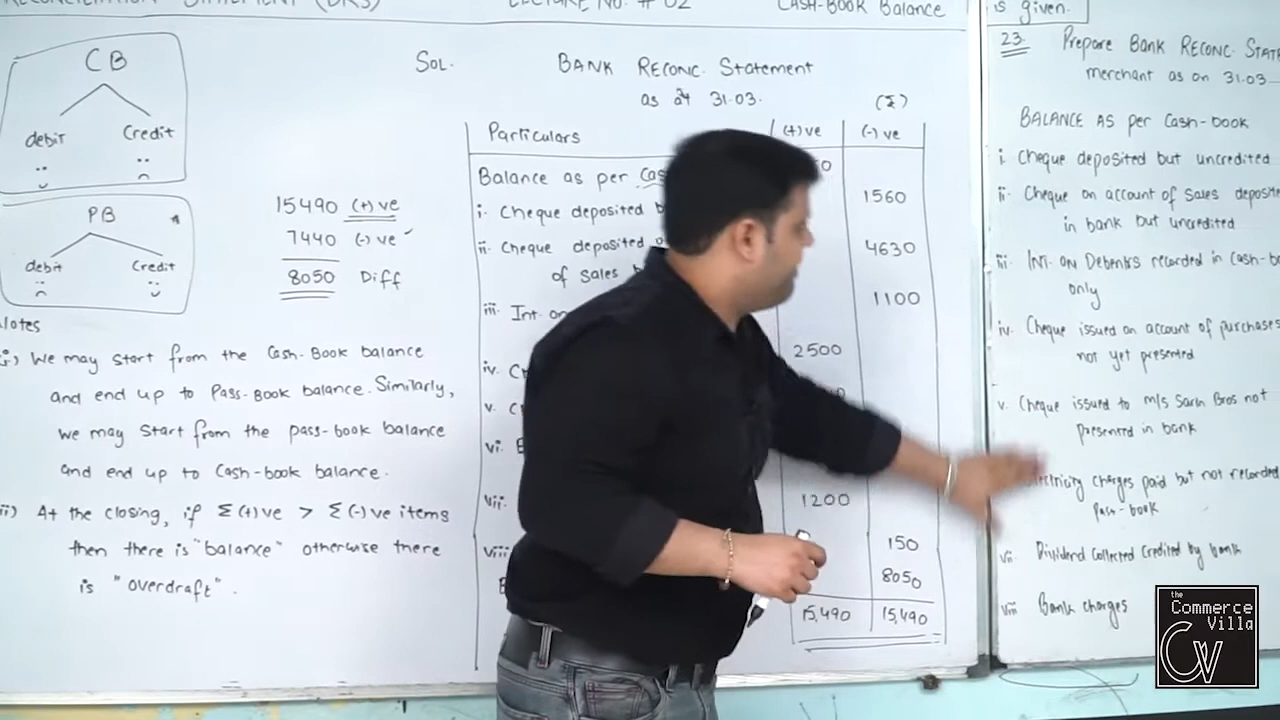 RECONCILIATION STATEMENT (BRS)
LECTURE NO. # 02
CASH-BOOK Balance
is given.
CB
debit
Credit
PB
debit
Credit
15490 (+) ve
7440 (-) ve
8050 Diff
Notes
i) We may start from the Cash-Book balance
and end up to Pass-Book balance. Similarly,
We may Start from the pass-book balance
and end up to Cash-book balance.
ii) At the closing, if Σ(+)ve > Σ(-)ve items
then there is "balance" otherwise there
is "overdraft".
SOL.
BANK RECONC. Statement
as at 31.03.
(₹)
Particulars
(+)ve
(-) ve
Balance as per
i. Cheque deposited
1560
ii. Cheque deposited
4630
of Sales
iii. Int. on
1100
2500
iv.
v.
vi.
vii.
1200
viii
150
8050
15,490
15,490
23.
Prepare BANK RECONC.
merchant as on 31.03
BALANCE AS per Cash-book
i. Cheque deposited but uncredited
ii. Cheque on account of Sales
in bank but uncredited
iii. INT. ON Debentrs recorded in Cash-
only
iv. Cheque issued on account of purchases
not yet presented
v. Cheque issued to M/s Sarin Bros not
presented in bank
charges paid but not recorded
Pass-book
vii. Dividend collected credited by bank
viii Bank charges
the
Commerce
Villa
CV